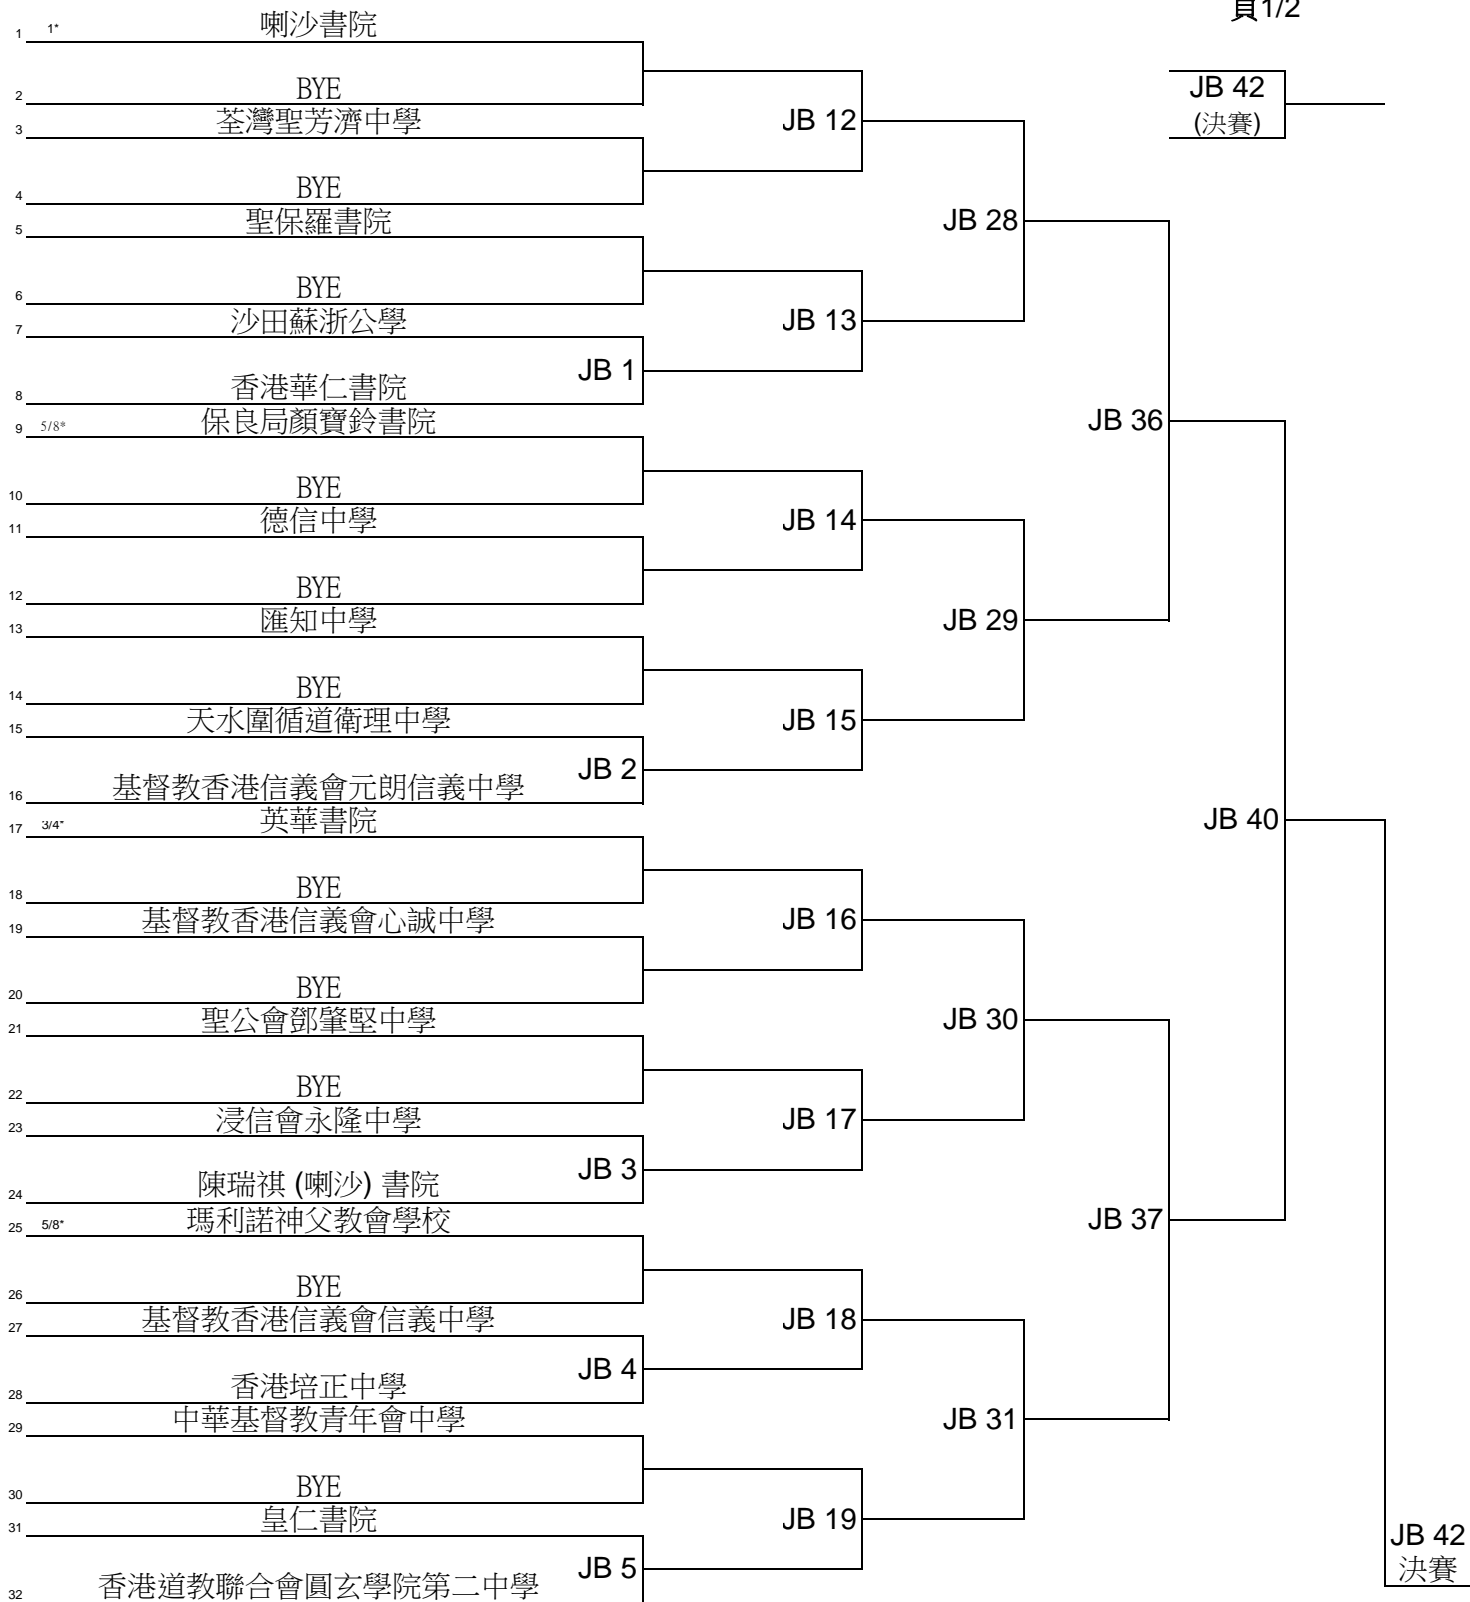 頁1/2
1 1* 喇沙書院
2 BYE
3 荃灣聖芳濟中學
4 BYE
5 聖保羅書院
6 BYE
7 沙田蘇浙公學
8 香港華仁書院
9 5/8* 保良局顏寶鈴書院
10 BYE
11 德信中學
12 BYE
13 匯知中學
14 BYE
15 天水圍循道衛理中學
16 基督教香港信義會元朗信義中學
17 3/4* 英華書院
18 BYE
19 基督教香港信義會心誠中學
20 BYE
21 聖公會鄧肇堅中學
22 BYE
23 浸信會永隆中學
24 陳瑞祺 (喇沙) 書院
25 5/8* 瑪利諾神父教會學校
26 BYE
27 基督教香港信義會信義中學
28 香港培正中學
29 中華基督教青年會中學
30 BYE
31 皇仁書院
32 香港道教聯合會圓玄學院第二中學
JB 1
JB 2
JB 3
JB 4
JB 5
JB 12
JB 13
JB 14
JB 15
JB 16
JB 17
JB 18
JB 19
JB 28
JB 29
JB 30
JB 31
JB 36
JB 37
JB 40
JB 42
(決賽)
JB 42
決賽